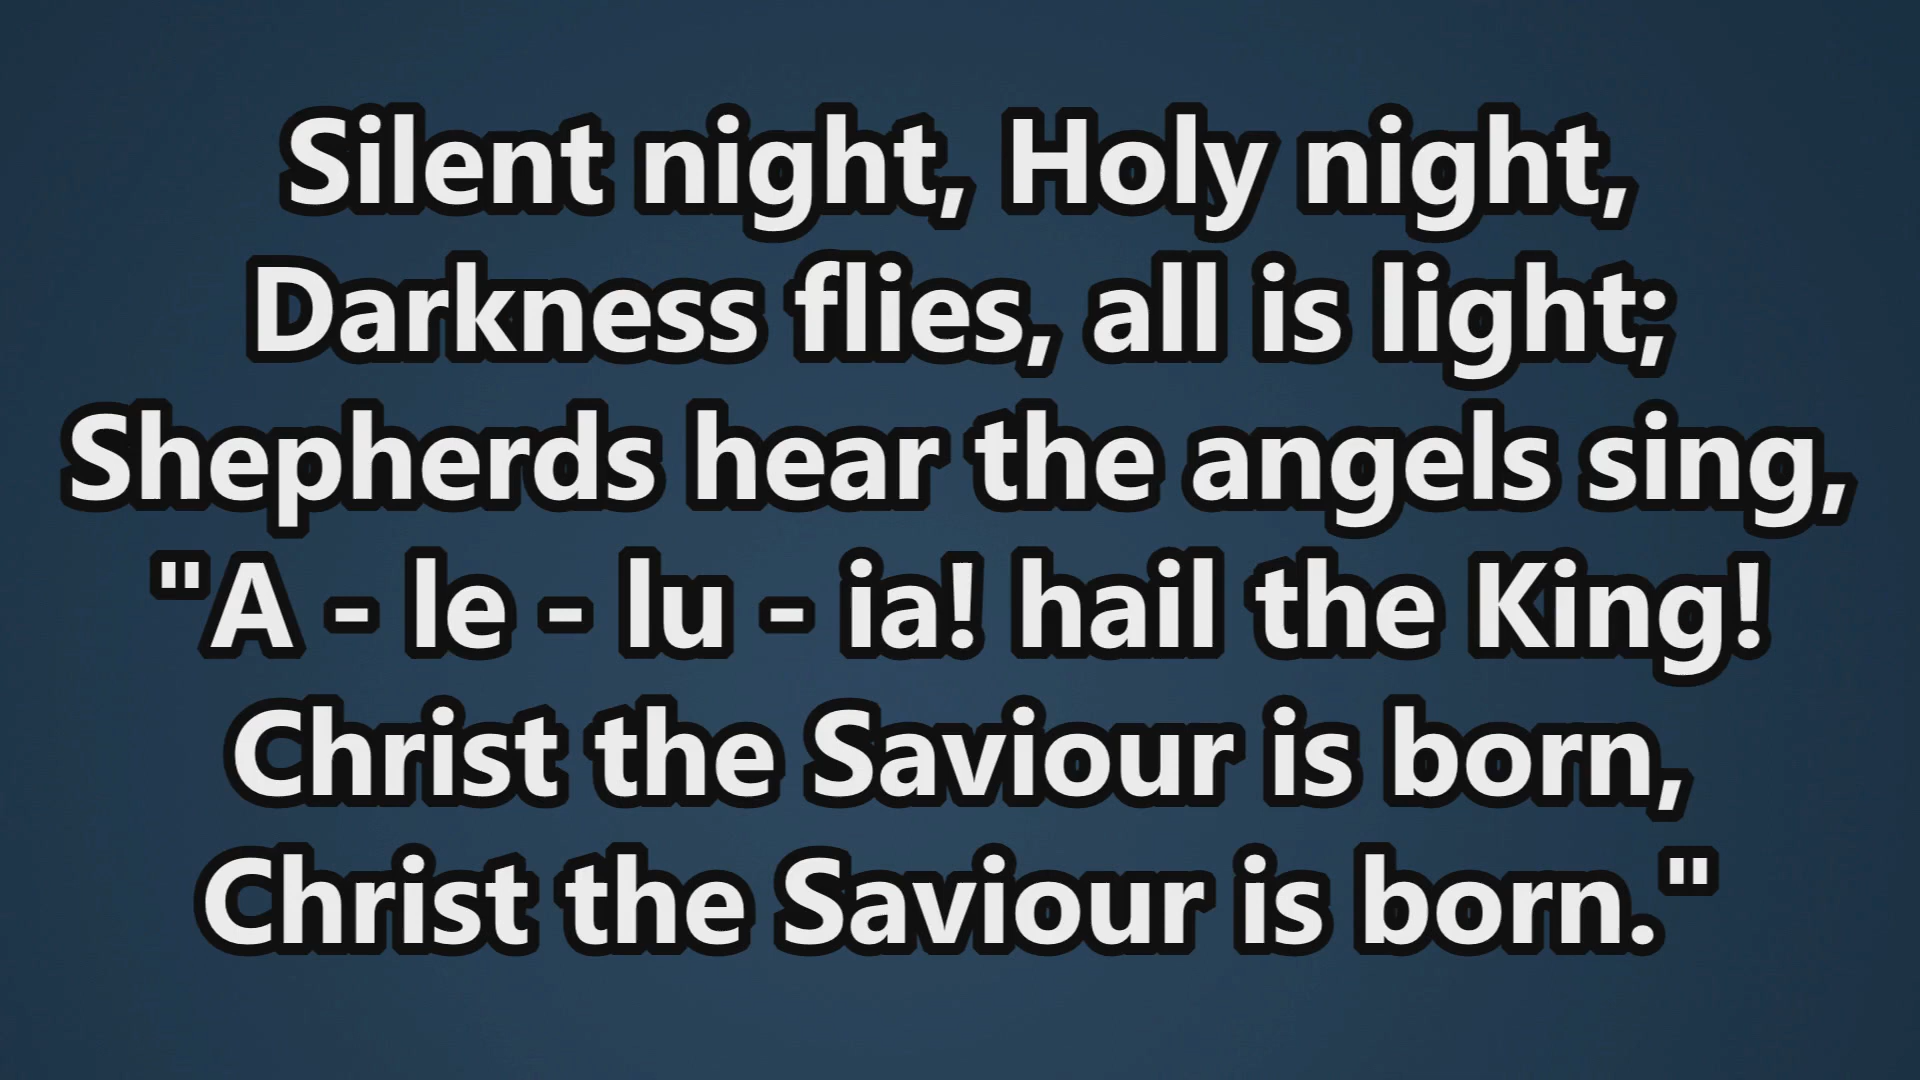 Silent night, Holy night,
Darkness flies, all is light;
Shepherds hear the angels sing,
"A - le - lu - ia! hail the King!
Christ the Saviour is born,
Christ the Saviour is born."